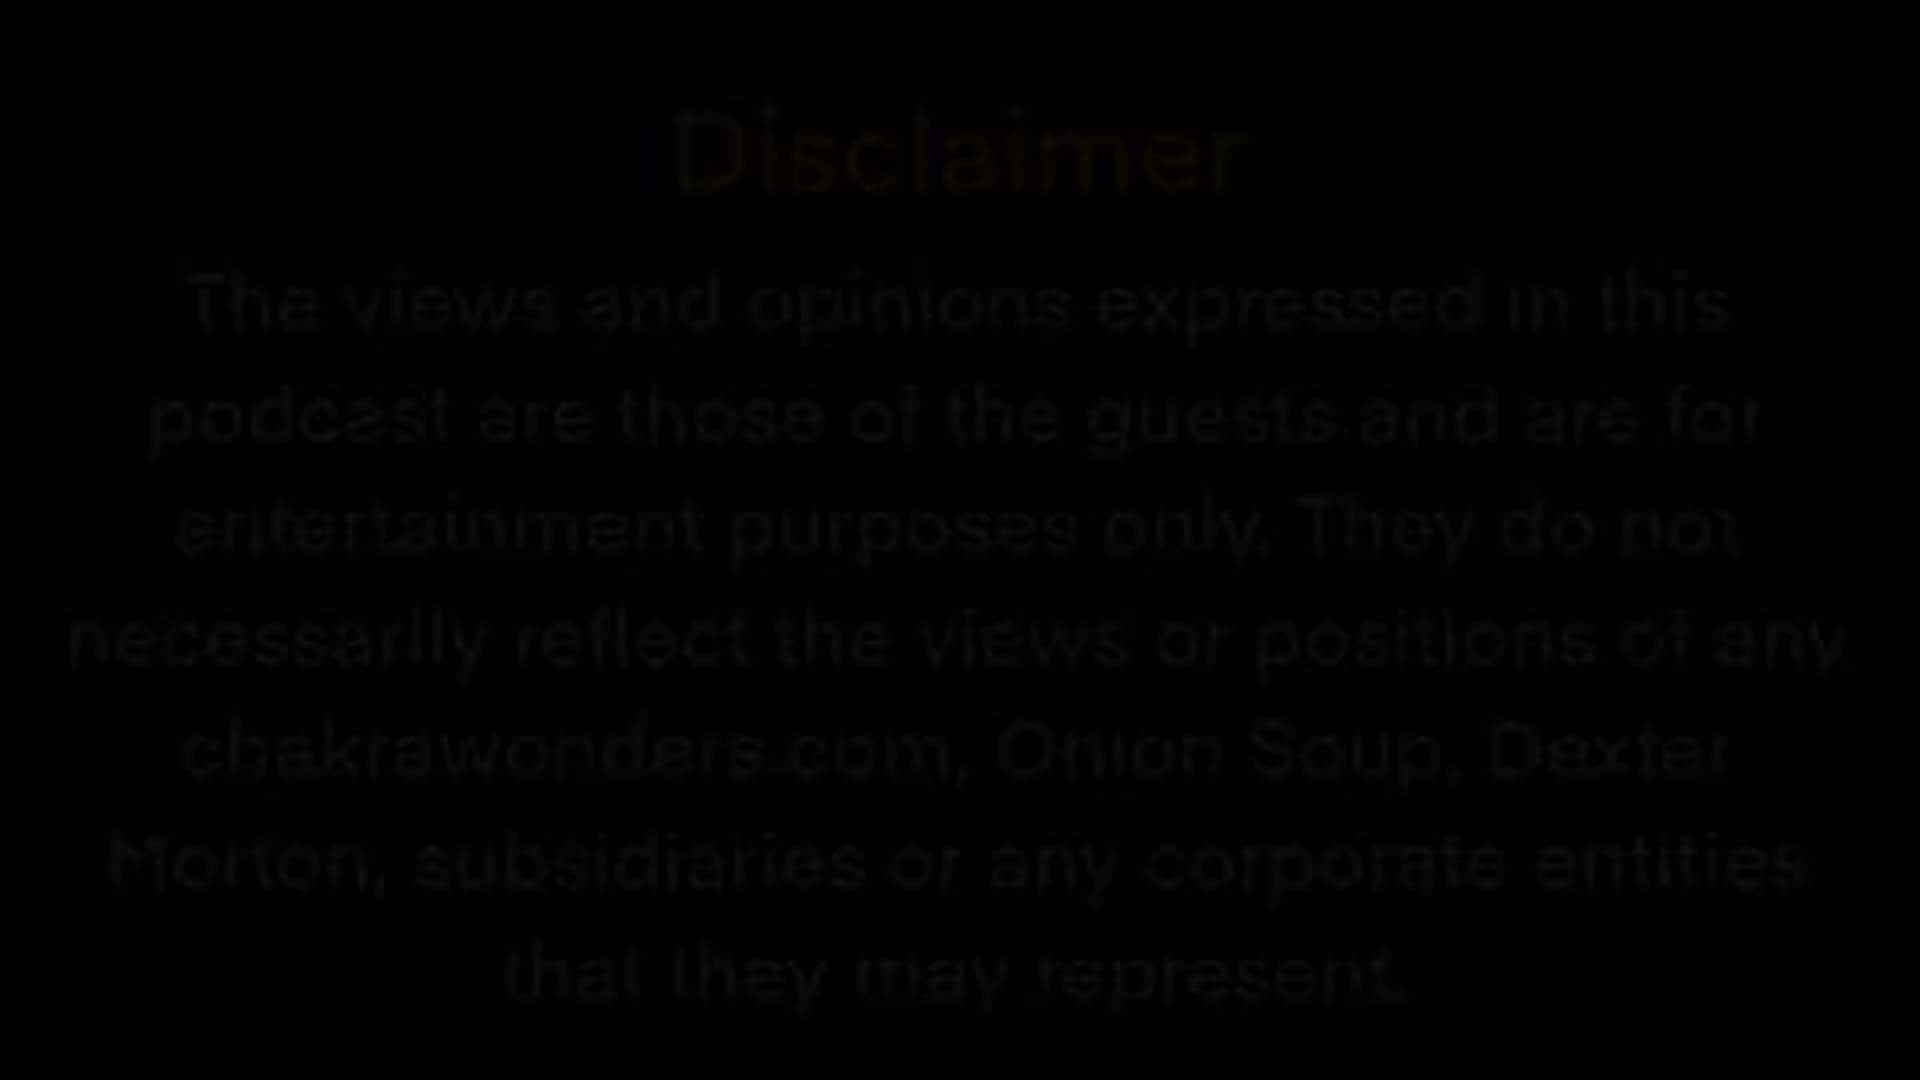 Disclaimer
The views and opinions expressed in this
podcast are those of the guests and are for
entertainment purposes only. They do not
necessarily reflect the views or positions of any
chakrawonders.com, Onion Soup, Dexter
Morton, subsidiaries or any corporate entities
that they may represent.